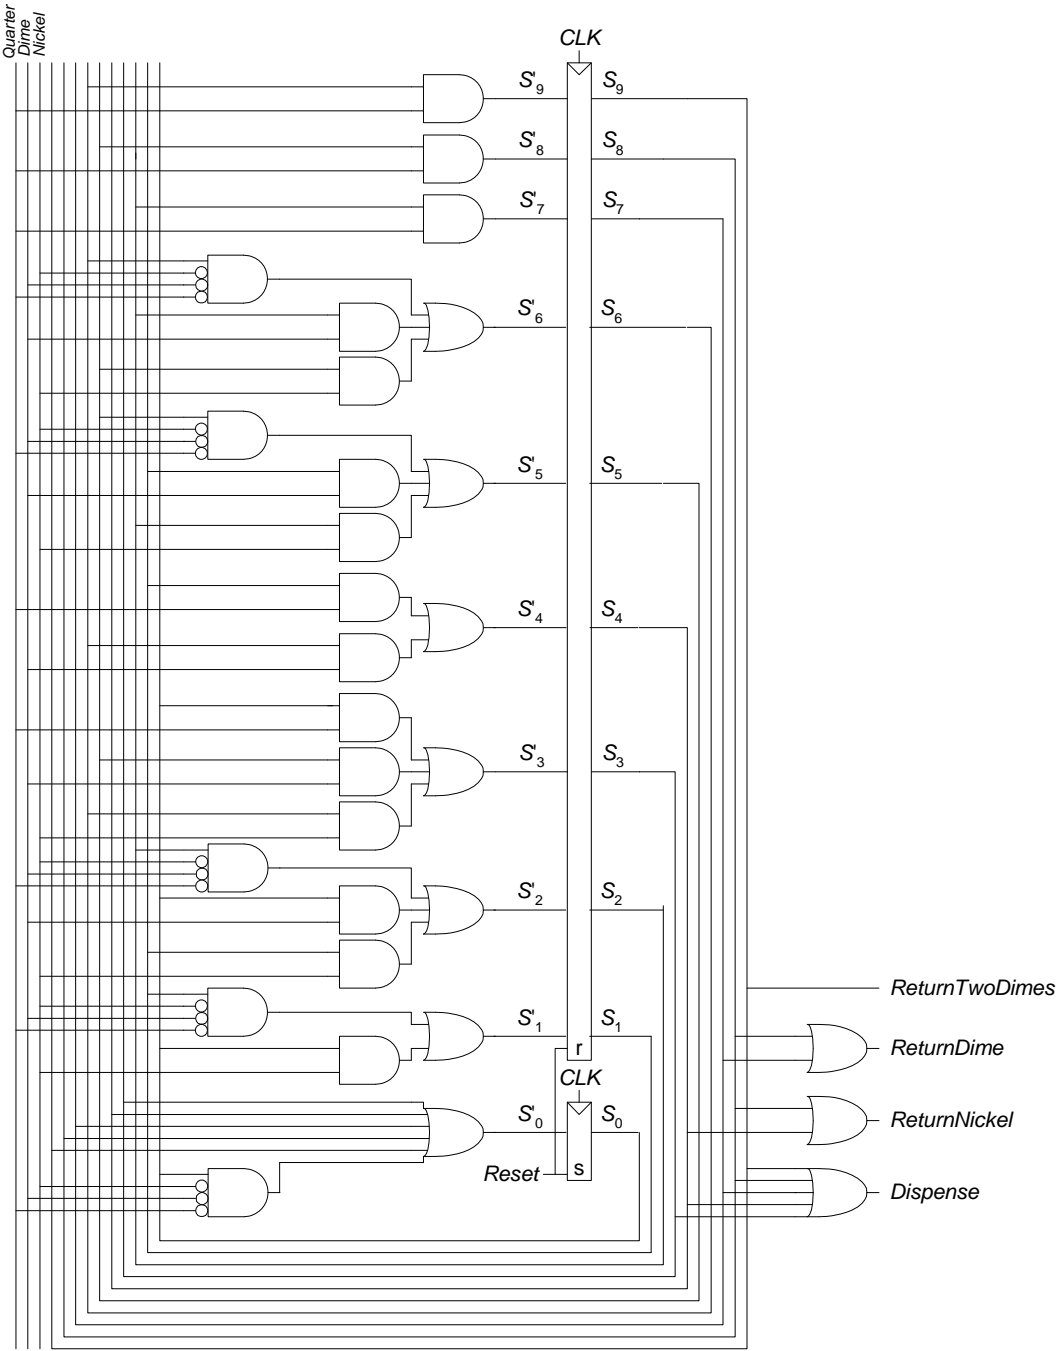 Quarter
Dime
Nickel
CLK
S'9 S9
S'8 S8
S'7 S7
S'6 S6
S'5 S5
S'4 S4
S'3 S3
S'2 S2
ReturnTwoDimes
S'1 S1
r
ReturnDime
CLK
S'0 S0
ReturnNickel
Reset s
Dispense